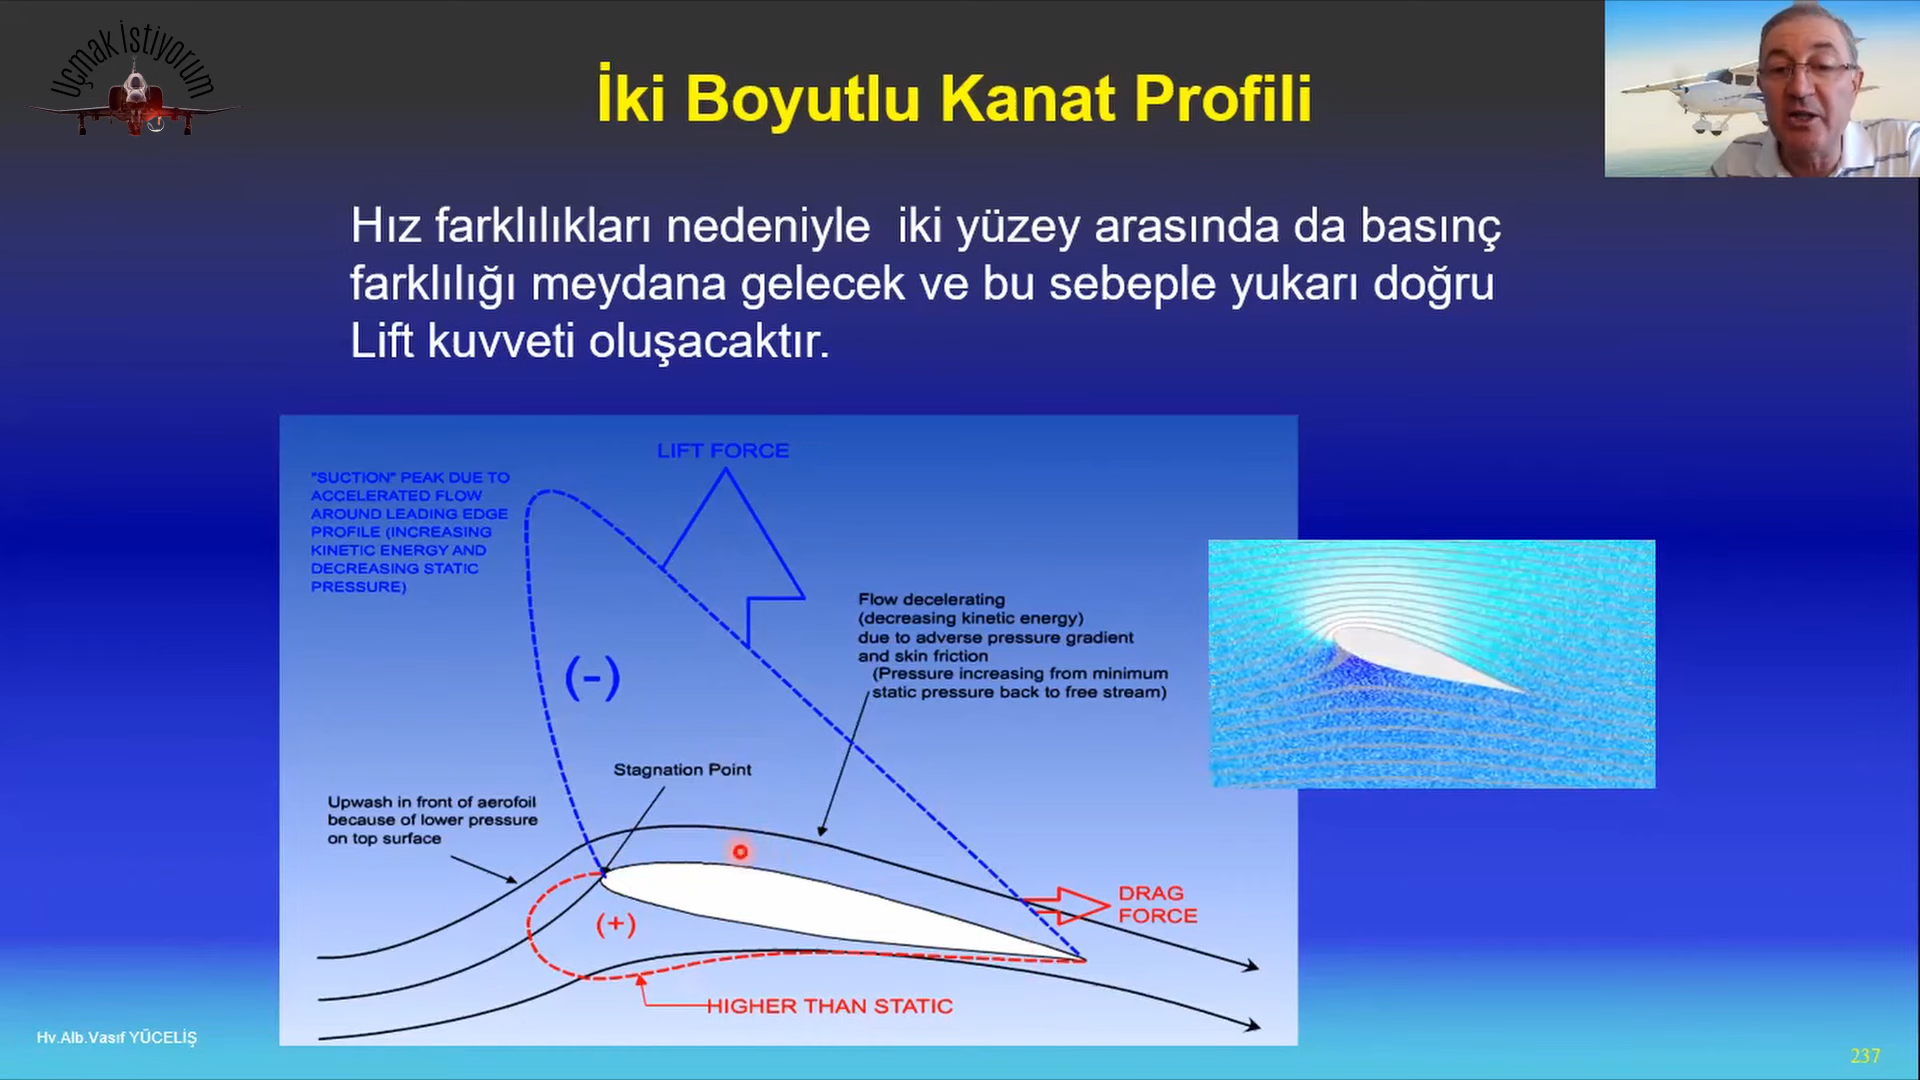 Uçmak İstiyorum
İki Boyutlu Kanat Profili
Hız farklılıkları nedeniyle iki yüzey arasında da basınç
farklılığı meydana gelecek ve bu sebeple yukarı doğru
Lift kuvveti oluşacaktır.
LIFT FORCE
"SUCTION" PEAK DUE TO
ACCELERATED FLOW
AROUND LEADING EDGE
PROFILE (INCREASING
KINETIC ENERGY AND
DECREASING STATIC
PRESSURE)
Flow decelerating
(decreasing kinetic energy)
due to adverse pressure gradient
and skin friction
(Pressure increasing from minimum
static pressure back to free stream)
(-)
Stagnation Point
Upwash in front of aerofoil
because of lower pressure
on top surface
DRAG
FORCE
(+)
HIGHER THAN STATIC
Hv.Alb.Vasıf YÜCELİŞ
237